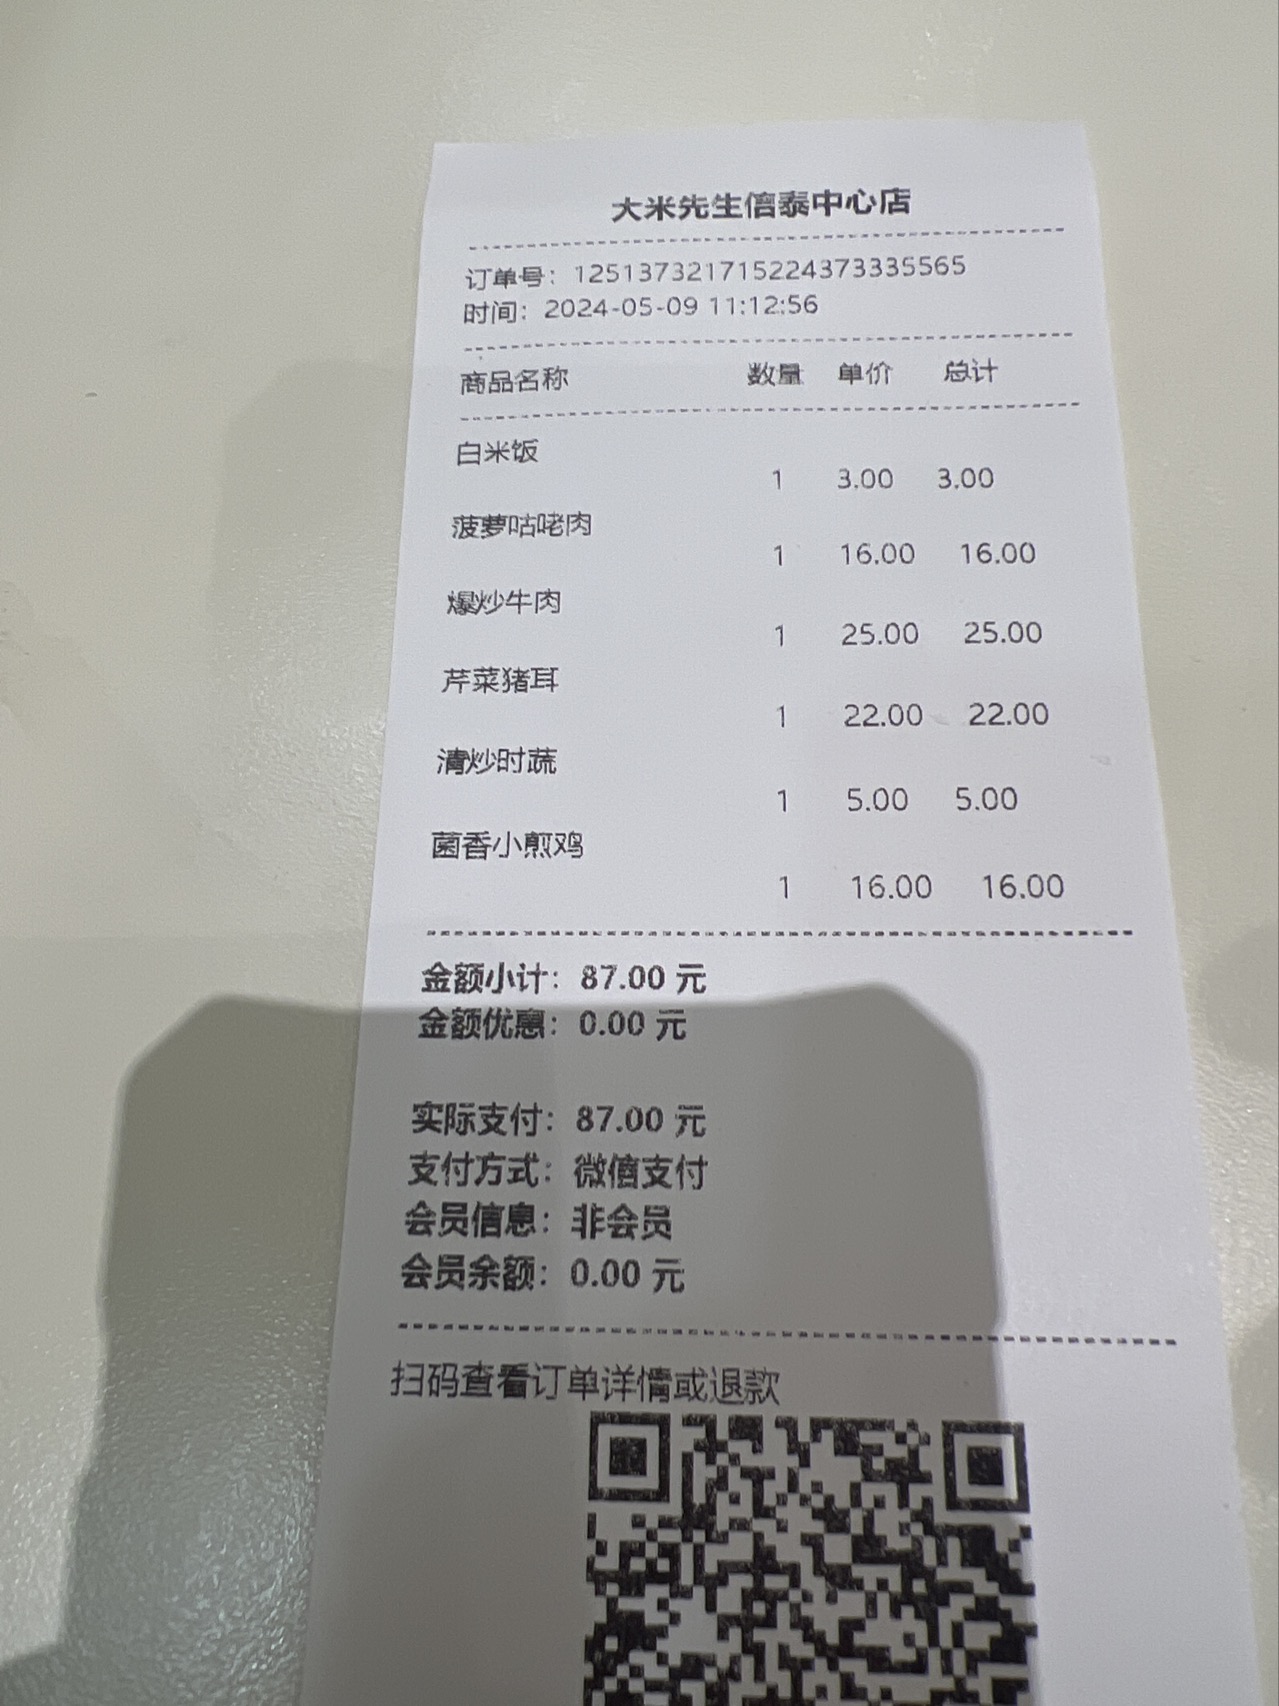 大米先生信泰中心店
订单号：1251373217152243733335565
时间：2024-05-09 11:12:56
商品名称 数量 单价 总计
白米饭
1 3.00 3.00
菠萝咕咾肉
1 16.00 16.00
爆炒牛肉
1 25.00 25.00
芹菜猪耳
1 22.00 22.00
清炒时蔬
1 5.00 5.00
菌香小煎鸡
1 16.00 16.00
金额小计：87.00 元
金额优惠：0.00 元
实际支付：87.00 元
支付方式：微信支付
会员信息：非会员
会员余额：0.00 元
扫码查看订单详情或退款